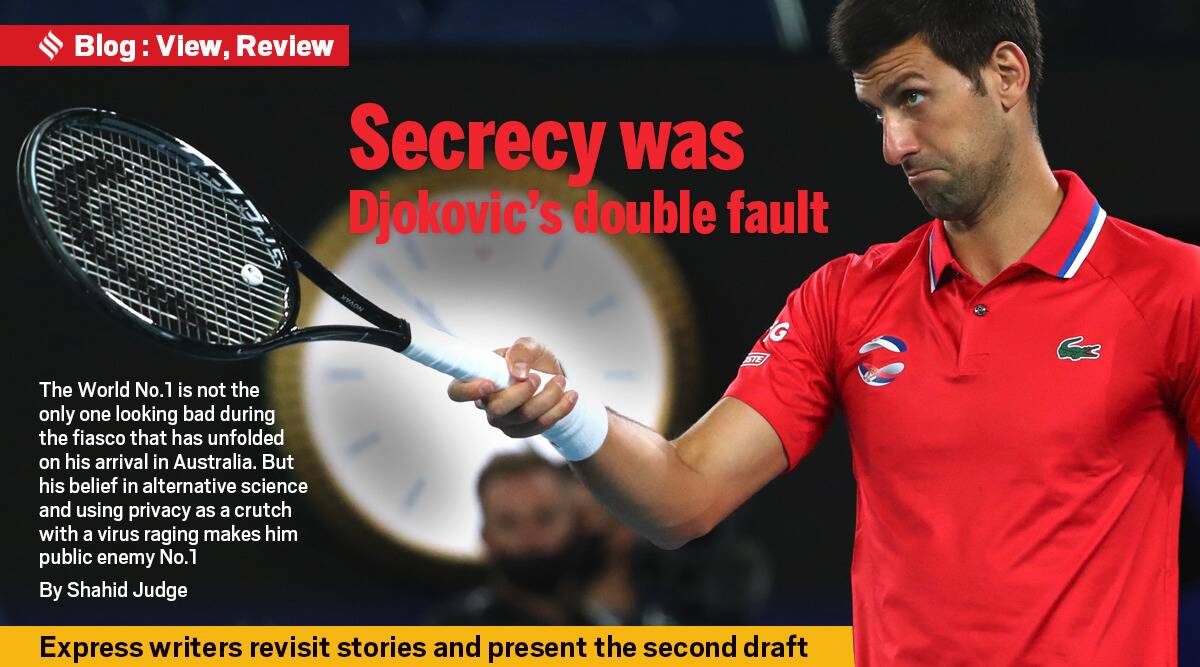 Blog : View, Review
Secrecy was
Djokovic's double fault
The World No.1 is not the
only one looking bad during
the fiasco that has unfolded
on his arrival in Australia. But
his belief in alternative science
and using privacy as a crutch
with a virus raging makes him
public enemy No.1
By Shahid Judge
Express writers revisit stories and present the second draft
NOVAK